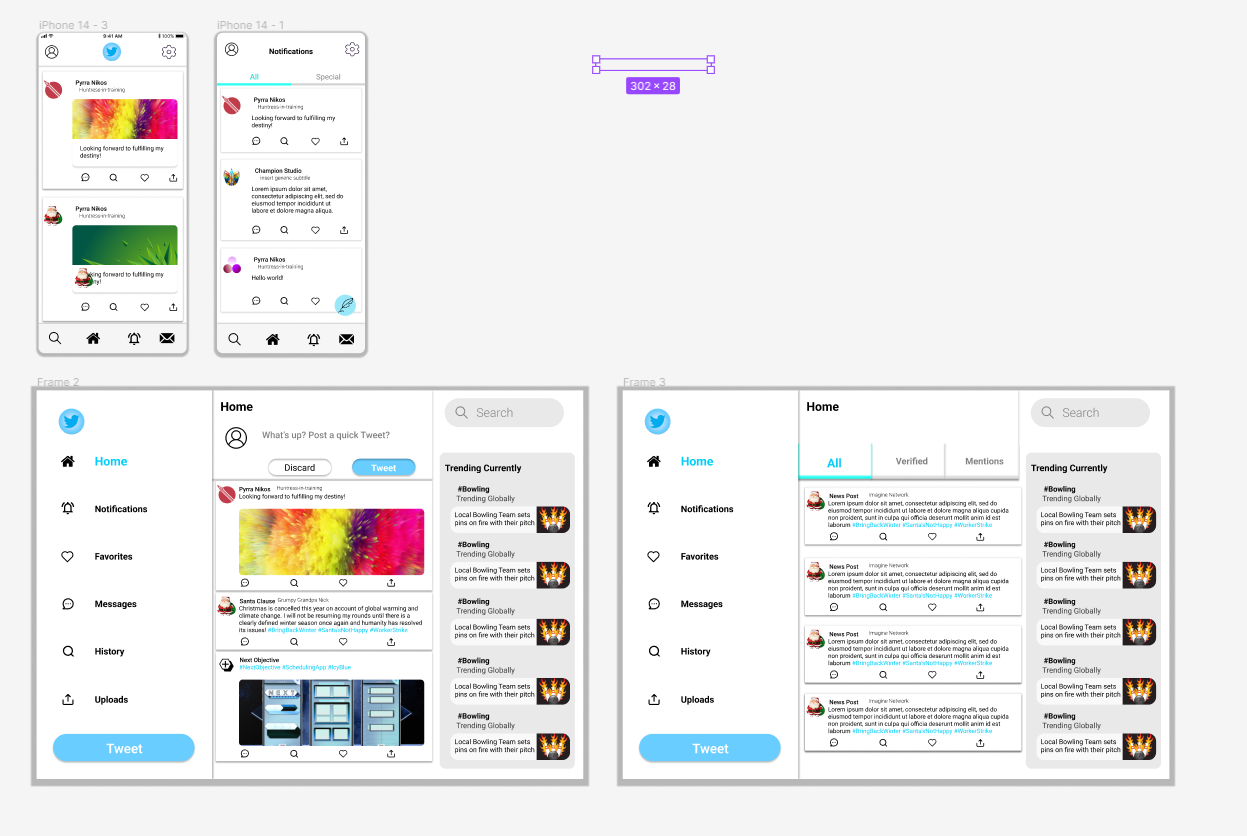 iPhone 14 - 3
9:41 AM
100%
Pyrra Nikos
Huntress-in-training
Looking forward to fulfilling my
destiny!
Pyrra Nikos
Huntress-in-training
king forward to fulfilling my
ny!
iPhone 14 - 1
Notifications
All
Special
Pyrra Nikos
Huntress-in-training
Looking forward to fulfilling my
destiny!
Champion Studio
insert generic subtitle
Lorem ipsum dolor sit amet,
consectetur adipiscing elit, sed do
eiusmod tempor incididunt ut
labore et dolore magna aliqua.
Pyrra Nikos
Huntress-in-training
Hello world!
302 × 28
Frame 2
Home
Notifications
Favorites
Messages
History
Uploads
Tweet
Home
What's up? Post a quick Tweet?
Discard
Tweet
Pyrra Nikos Huntress-in-training
Looking forward to fulfilling my destiny!
Santa Clause Grumpy Grandpa Nick
Christmas is cancelled this year on account of global warming and
climate change. I will not be resuming my rounds until there is a
clearly defined winter season once again and humanity has resolved
its issues! #BringBackWinter #SantaisNotHappy #WorkerStrike
Next Objective
#NextObjective #SchedulingApp #IcyBlue
NEXT
Search
Trending Currently
#Bowling
Trending Globally
Local Bowling Team sets
pins on fire with their pitch
#Bowling
Trending Globally
Local Bowling Team sets
pins on fire with their pitch
#Bowling
Trending Globally
Local Bowling Team sets
pins on fire with their pitch
#Bowling
Trending Globally
Local Bowling Team sets
pins on fire with their pitch
#Bowling
Trending Globally
Local Bowling Team sets
pins on fire with their pitch
Frame 3
Home
Notifications
Favorites
Messages
History
Uploads
Tweet
Home
All
Verified
Mentions
News Post Imagine Network
Lorem ipsum dolor sit amet, consectetur adipiscing elit, sed do
eiusmod tempor incididunt ut labore et dolore magna aliqua cupida
non proident, sunt in culpa qui officia deserunt mollit anim id est
laborum #BringBackWinter #SantaisNotHappy #WorkerStrike
News Post Imagine Network
Lorem ipsum dolor sit amet, consectetur adipiscing elit, sed do
eiusmod tempor incididunt ut labore et dolore magna aliqua cupida
non proident, sunt in culpa qui officia deserunt mollit anim id est
laborum #BringBackWinter #SantaisNotHappy #WorkerStrike
News Post Imagine Network
Lorem ipsum dolor sit amet, consectetur adipiscing elit, sed do
eiusmod tempor incididunt ut labore et dolore magna aliqua cupida
non proident, sunt in culpa qui officia deserunt mollit anim id est
laborum #BringBackWinter #SantaisNotHappy #WorkerStrike
News Post Imagine Network
Lorem ipsum dolor sit amet, consectetur adipiscing elit, sed do
eiusmod tempor incididunt ut labore et dolore magna aliqua cupida
non proident, sunt in culpa qui officia deserunt mollit anim id est
laborum #BringBackWinter #SantaisNotHappy #WorkerStrike
Search
Trending Currently
#Bowling
Trending Globally
Local Bowling Team sets
pins on fire with their pitch
#Bowling
Trending Globally
Local Bowling Team sets
pins on fire with their pitch
#Bowling
Trending Globally
Local Bowling Team sets
pins on fire with their pitch
#Bowling
Trending Globally
Local Bowling Team sets
pins on fire with their pitch
#Bowling
Trending Globally
Local Bowling Team sets
pins on fire with their pitch